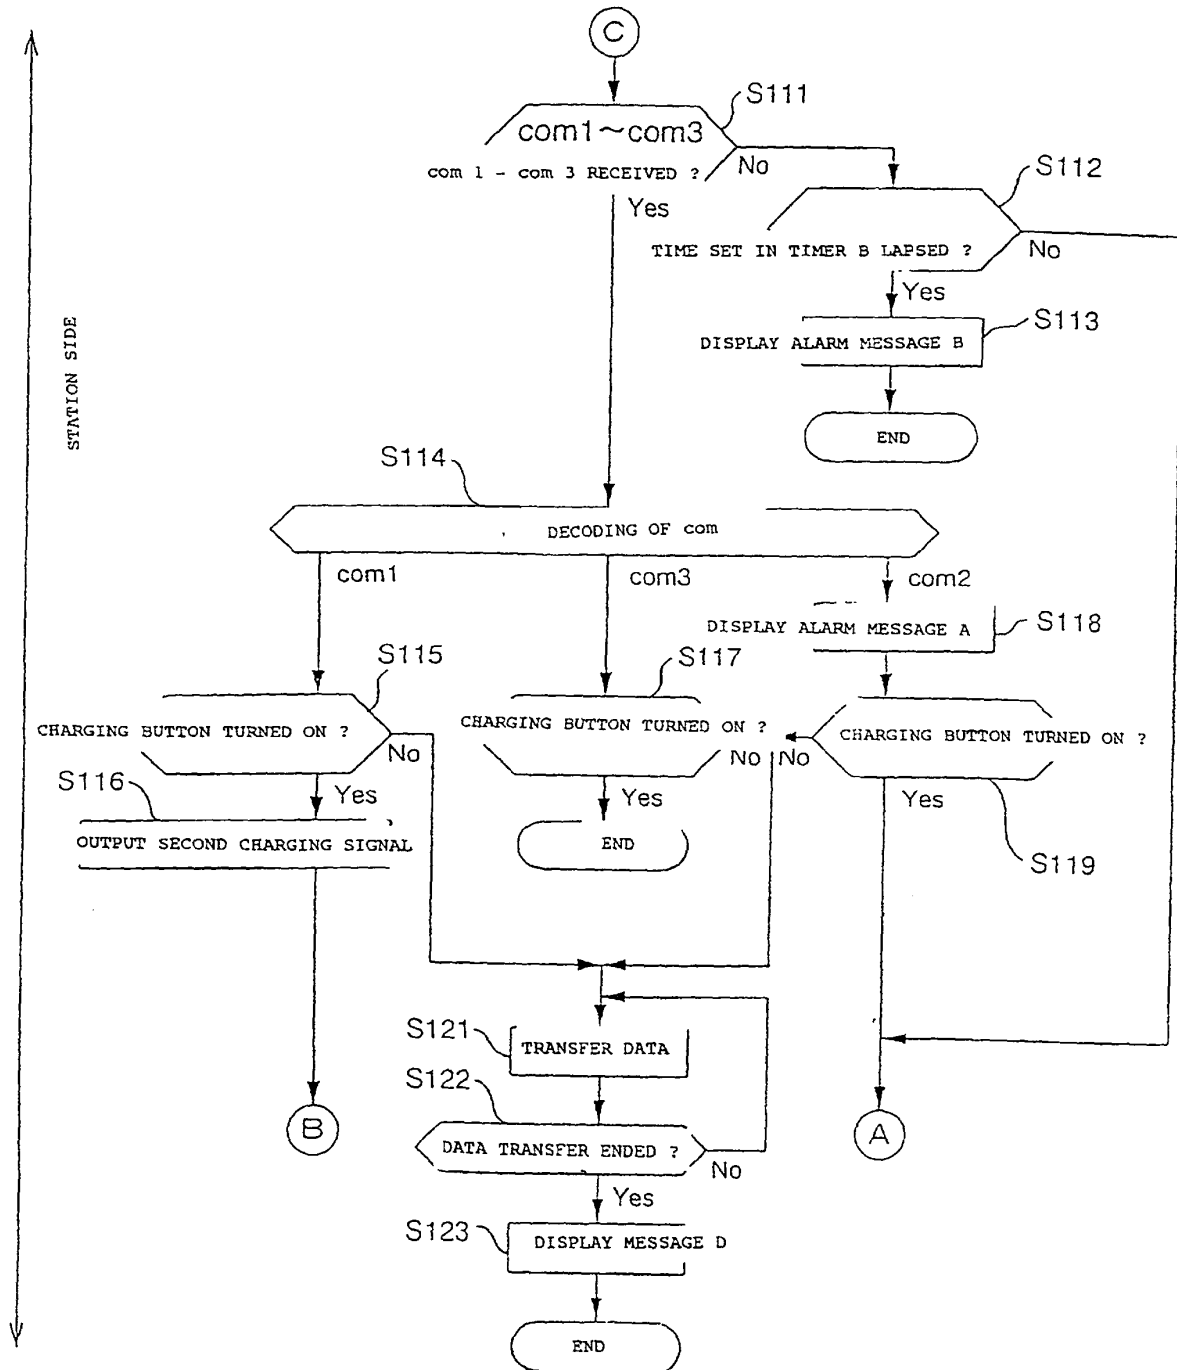 C
S111
com1~com3
com 1 - com 3 RECEIVED ?
No
Yes
S112
TIME SET IN TIMER B LAPSED ?
No
Yes
S113
DISPLAY ALARM MESSAGE B
END
STATION SIDE
S114
DECODING OF com
com1
com3
com2
DISPLAY ALARM MESSAGE A
S118
S115
S117
CHARGING BUTTON TURNED ON ?
No
Yes
CHARGING BUTTON TURNED ON ?
No
Yes
No
CHARGING BUTTON TURNED ON ?
Yes
S119
S116
OUTPUT SECOND CHARGING SIGNAL
END
S121
TRANSFER DATA
S122
B
DATA TRANSFER ENDED ?
No
Yes
A
S123
DISPLAY MESSAGE D
END